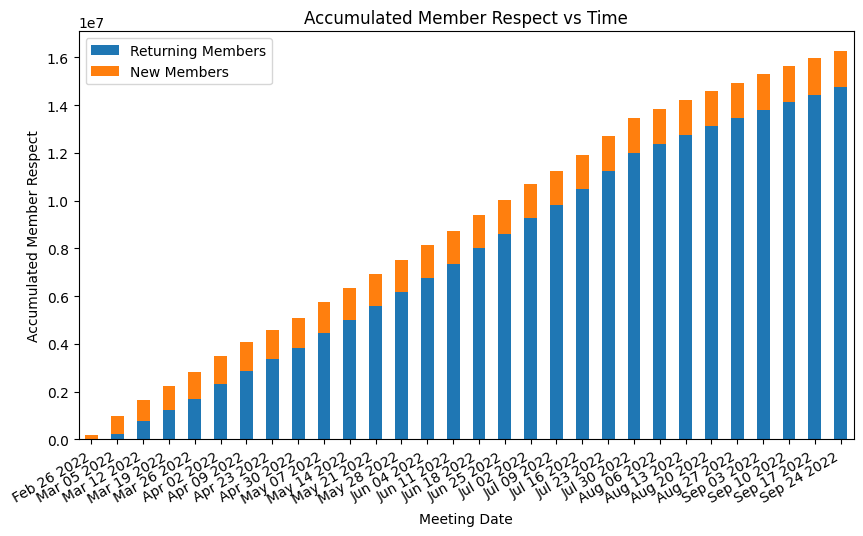 Accumulated Member Respect vs Time
1e7
Returning Members
New Members
1.6
1.4
1.2
1.0
0.8
0.6
0.4
0.2
0.0
Accumulated Member Respect
Feb 26 2022
Mar 05 2022
Mar 12 2022
Mar 19 2022
Mar 26 2022
Apr 02 2022
Apr 09 2022
Apr 23 2022
Apr 30 2022
May 07 2022
May 14 2022
May 21 2022
May 28 2022
Jun 04 2022
Jun 11 2022
Jun 18 2022
Jun 25 2022
Jul 02 2022
Jul 09 2022
Jul 16 2022
Jul 23 2022
Jul 30 2022
Aug 06 2022
Aug 13 2022
Aug 20 2022
Aug 27 2022
Sep 03 2022
Sep 10 2022
Sep 17 2022
Sep 24 2022
Meeting Date